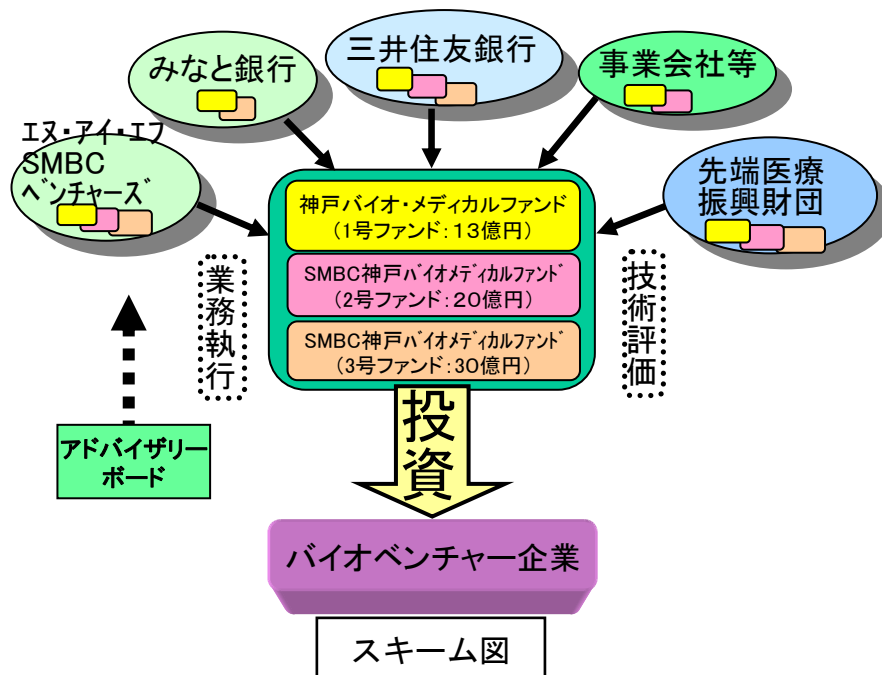 みなと銀行
三井住友銀行
事業会社等
エヌ・アイ・エフ
SMBC
ﾍﾞﾝﾁｬｰｽﾞ
先端医療
振興財団
神戸バイオ・メディカルファンド
（１号ファンド：１３億円）
SMBC神戸ﾊﾞｲｵﾒﾃﾞｨｶﾙﾌｧﾝﾄﾞ
（２号ファンド：２０億円）
SMBC神戸ﾊﾞｲｵﾒﾃﾞｨｶﾙﾌｧﾝﾄﾞ
（３号ファンド：３０億円）
業務執行
技術評価
アドバイザリー
ボード
投資
バイオベンチャー企業
スキーム図